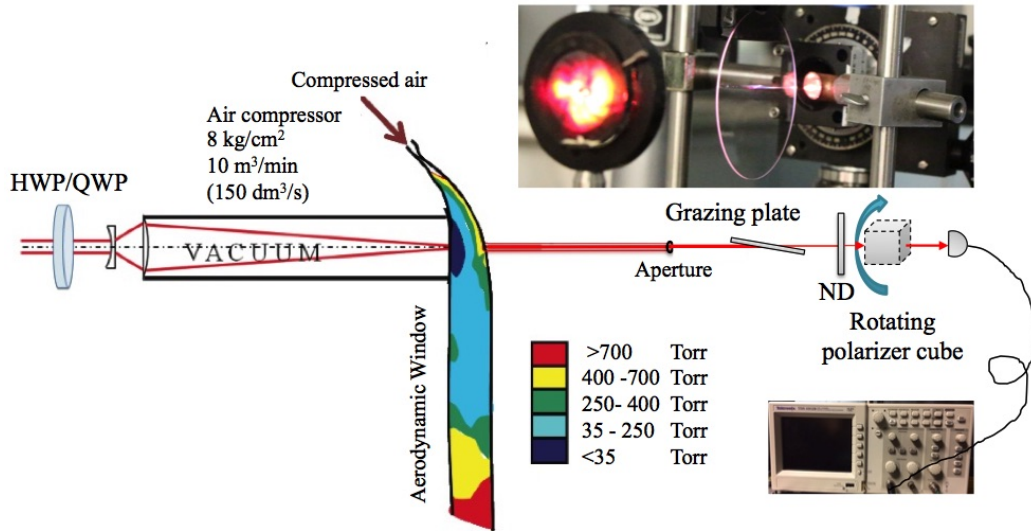 Compressed air
Air compressor
8 kg/cm2
10 m3/min
(150 dm3/s)
HWP/QWP
VACUUM
Grazing plate
Aperture
ND
Rotating
polarizer cube
Aerodynamic Window
>700 Torr
400 -700 Torr
250- 400 Torr
35 - 250 Torr
<35 Torr
Tektronix